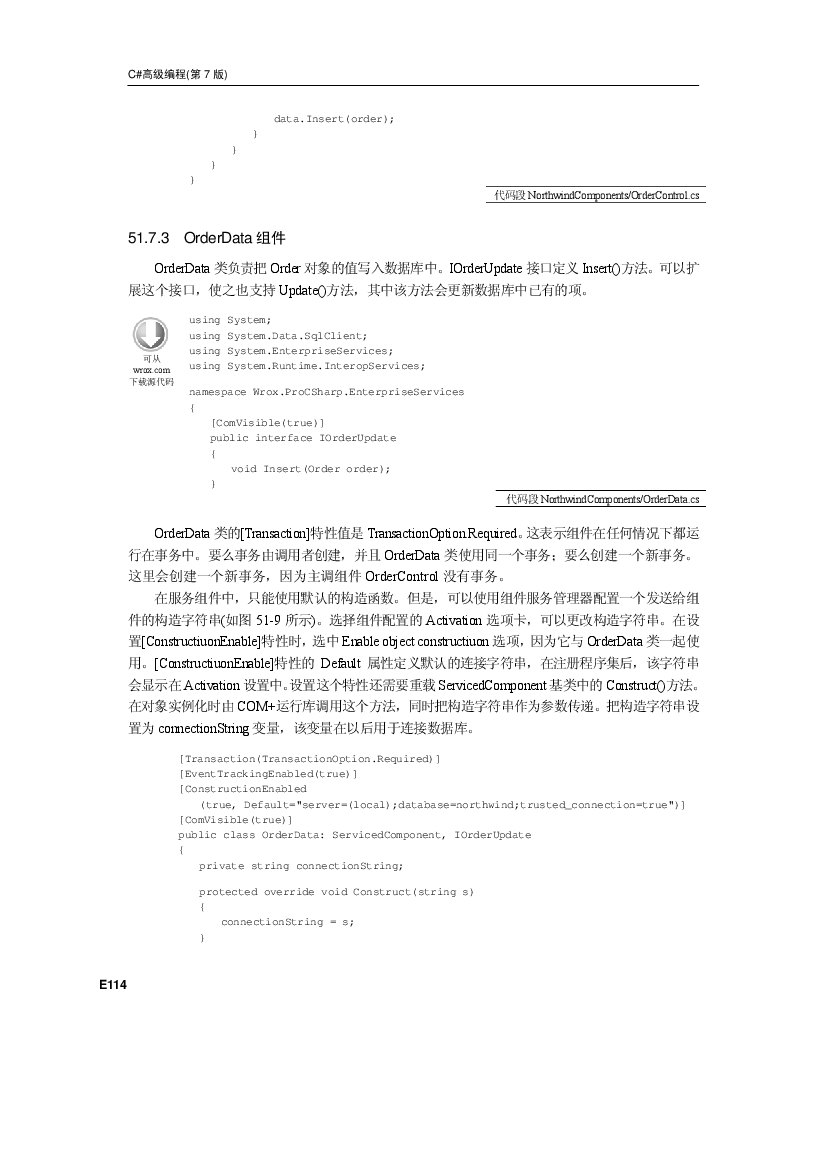 C#高级编程(第 7 版)
data.Insert(order);
}
}
}
}
代码段 NorthwindComponents/OrderControl.cs
51.7.3 OrderData 组件
OrderData 类负责把 Order 对象的值写入数据库中。IOrderUpdate 接口定义 Insert()方法。可以扩
展这个接口，使之也支持 Update()方法，其中该方法会更新数据库中已有的项。
可从
wrox.com
下载源代码
using System;
using System.Data.SqlClient;
using System.EnterpriseServices;
using System.Runtime.InteropServices;
namespace Wrox.ProCSharp.EnterpriseServices
{
[ComVisible(true)]
public interface IOrderUpdate
{
void Insert(Order order);
}
代码段 NorthwindComponents/OrderData.cs
OrderData 类的[Transaction]特性值是 TransactionOption.Required。这表示组件在任何情况下都运
行在事务中。要么事务由调用者创建，并且 OrderData 类使用同一个事务；要么创建一个新事务。
这里会创建一个新事务，因为主调组件 OrderControl 没有事务。
在服务组件中，只能使用默认的构造函数。但是，可以使用组件服务管理器配置一个发送给组
件的构造字符串(如图 51-9 所示)。选择组件配置的 Activation 选项卡，可以更改构造字符串。在设
置[ConstructiuonEnable]特性时，选中 Enable object constructiuon 选项，因为它与 OrderData 类一起使
用。[ConstructiuonEnable]特性的 Default 属性定义默认的连接字符串，在注册程序集后，该字符串
会显示在 Activation 设置中。设置这个特性还需要重载 ServicedComponent 基类中的 Construct()方法。
在对象实例化时由 COM+运行库调用这个方法，同时把构造字符串作为参数传递。把构造字符串设
置为 connectionString 变量，该变量在以后用于连接数据库。
[Transaction(TransactionOption.Required)]
[EventTrackingEnabled(true)]
[ConstructionEnabled
(true, Default="server=(local);database=northwind;trusted_connection=true")]
[ComVisible(true)]
public class OrderData: ServicedComponent, IOrderUpdate
{
private string connectionString;
protected override void Construct(string s)
{
connectionString = s;
}
E114